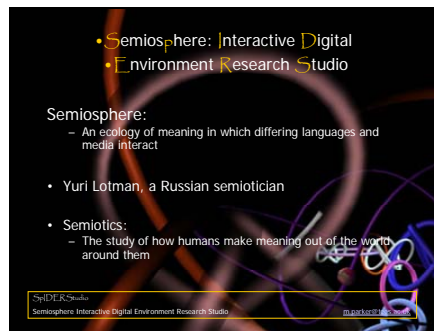 • Semiosphere: Interactive Digital
• Environment Research Studio
Semiosphere:
– An ecology of meaning in which differing languages and
media interact
• Yuri Lotman, a Russian semiotician
• Semiotics:
– The study of how humans make meaning out of the world
around them
SpIDERStudio
Semiosphere Interactive Digital Environment Research Studio